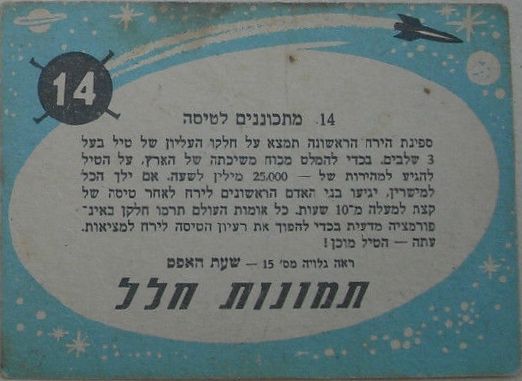 14
14. מתכוננים לטיסה
ספינת הירח הראשונה תמצא על חלקו העליון של טיל בעל
3 שלבים. בכדי להמלט מכוח משיכתה של הארץ, על הטיל
להגיע למהירות של — 25,000 מילין לשעה. אם ילך הכל
למישרין, יגיעו בני האדם הראשונים לירח לאחר טיסה של
קצת למעלה מ־10 שעות. כל אומות העולם תרמו חלקן באינ־
פורמציה מדעית בכדי להפוך את רעיון הטיסה לירח למציאות.
עתה — הטיל מוכן!
ראה גלויה מס' 15 — שעת האפס
תמונות חלל